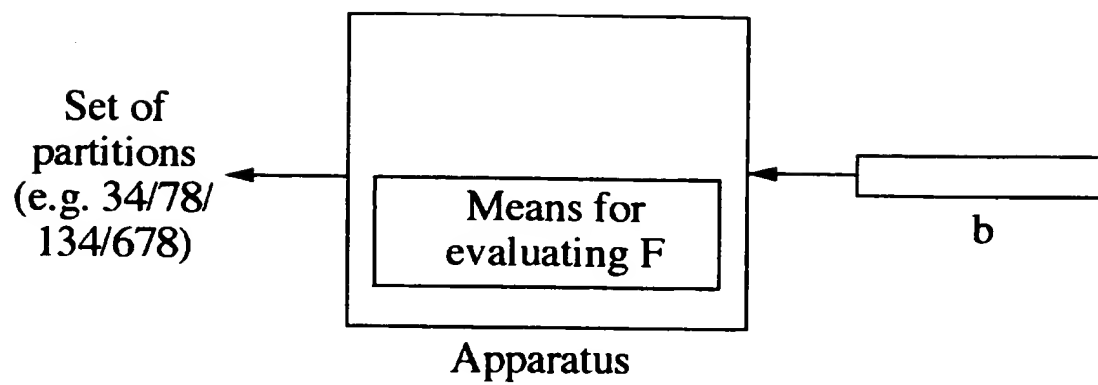 Set of
partitions
(e.g. 34/78/
134/678)
Means for
evaluating F
b
Apparatus